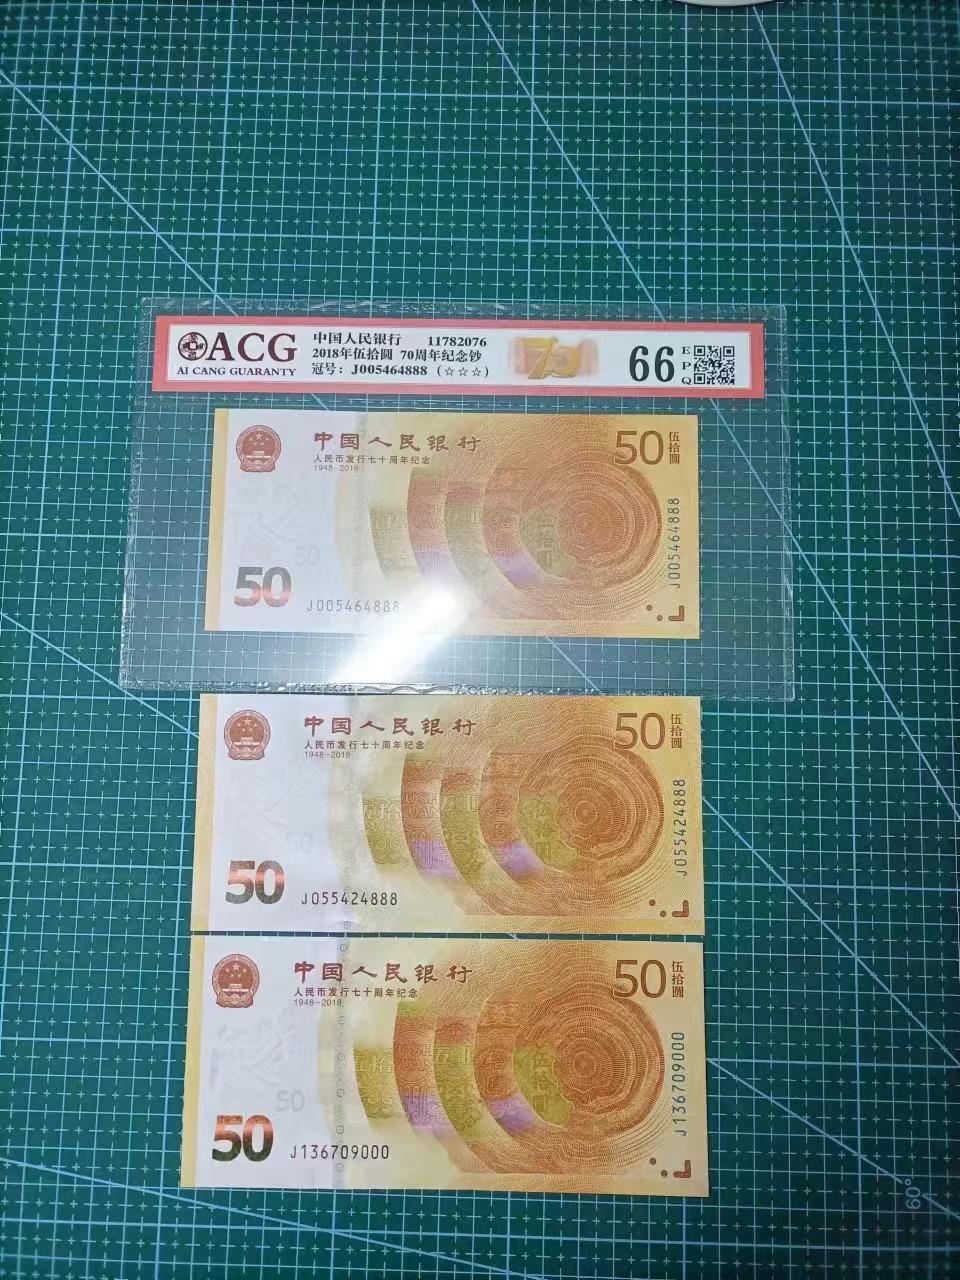 ACG
AI CANG GUARANTY
中国人民银行 11782076
2018年伍拾圆 70周年纪念钞
冠号: J005464888 (☆☆☆)
70
66
E
P
Q
中国人民银行
人民币发行七十周年纪念
1948-2018
50
伍拾圆
50
50
J005464888
J005464888
中国人民银行
人民币发行七十周年纪念
1948-2018
50
伍拾圆
50
50
J055424888
J055424888
中国人民银行
人民币发行七十周年纪念
1948-2018
50
伍拾圆
50
50
J136709000
J136709000
60°